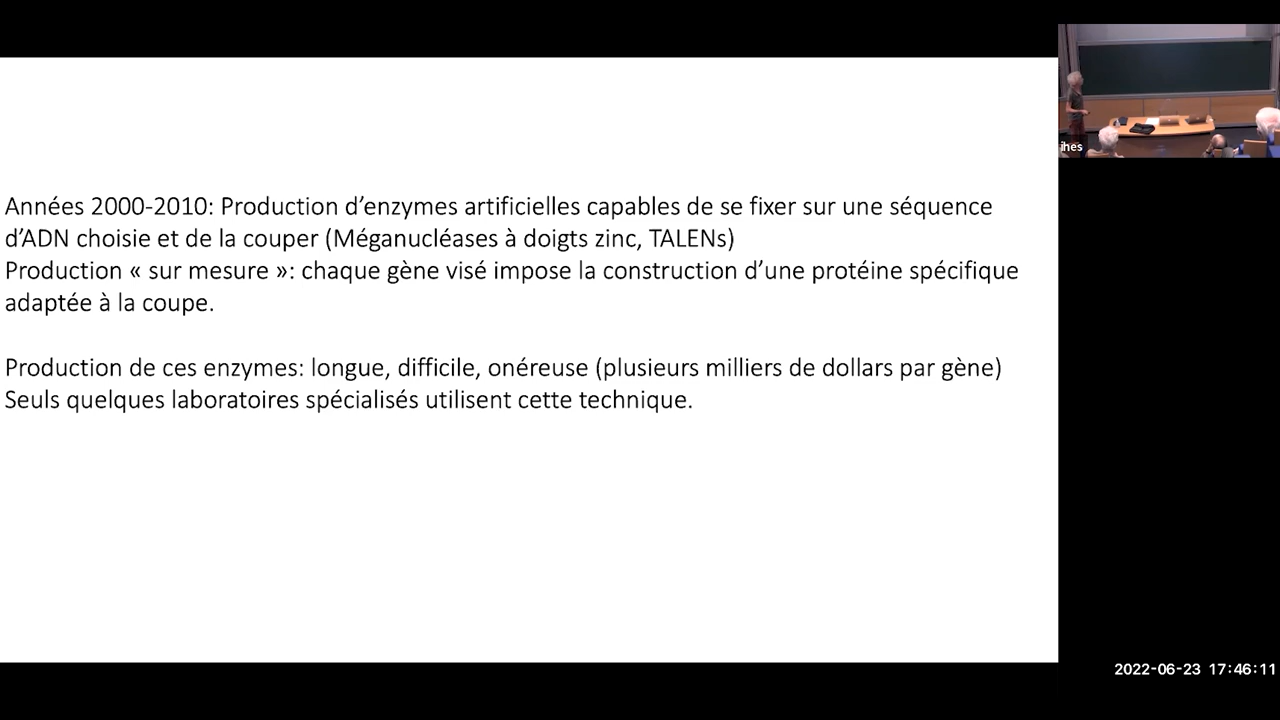 Années 2000-2010: Production d’enzymes artificielles capables de se fixer sur une séquence
d’ADN choisie et de la couper (Méganucléases à doigts zinc, TALENs)
Production « sur mesure »: chaque gène visé impose la construction d’une protéine spécifique
adaptée à la coupe.
Production de ces enzymes: longue, difficile, onéreuse (plusieurs milliers de dollars par gène)
Seuls quelques laboratoires spécialisés utilisent cette technique.
ihes
2022-06-23 17:46:11